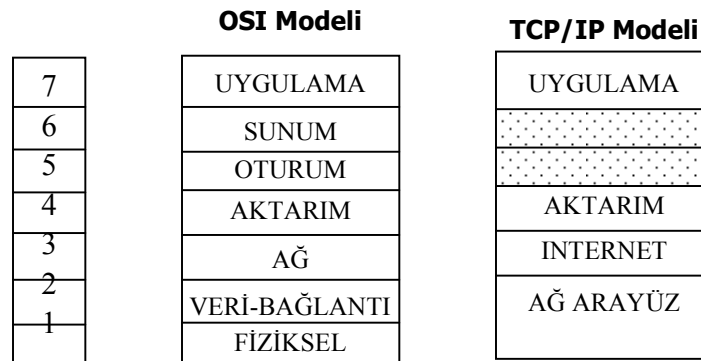 OSI Modeli
TCP/IP Modeli
7 UYGULAMA UYGULAMA
6 SUNUM
5 OTURUM
4 AKTARIM AKTARIM
3 AĞ INTERNET
2 VERİ-BAĞLANTI AĞ ARAYÜZ
1 FİZİKSEL